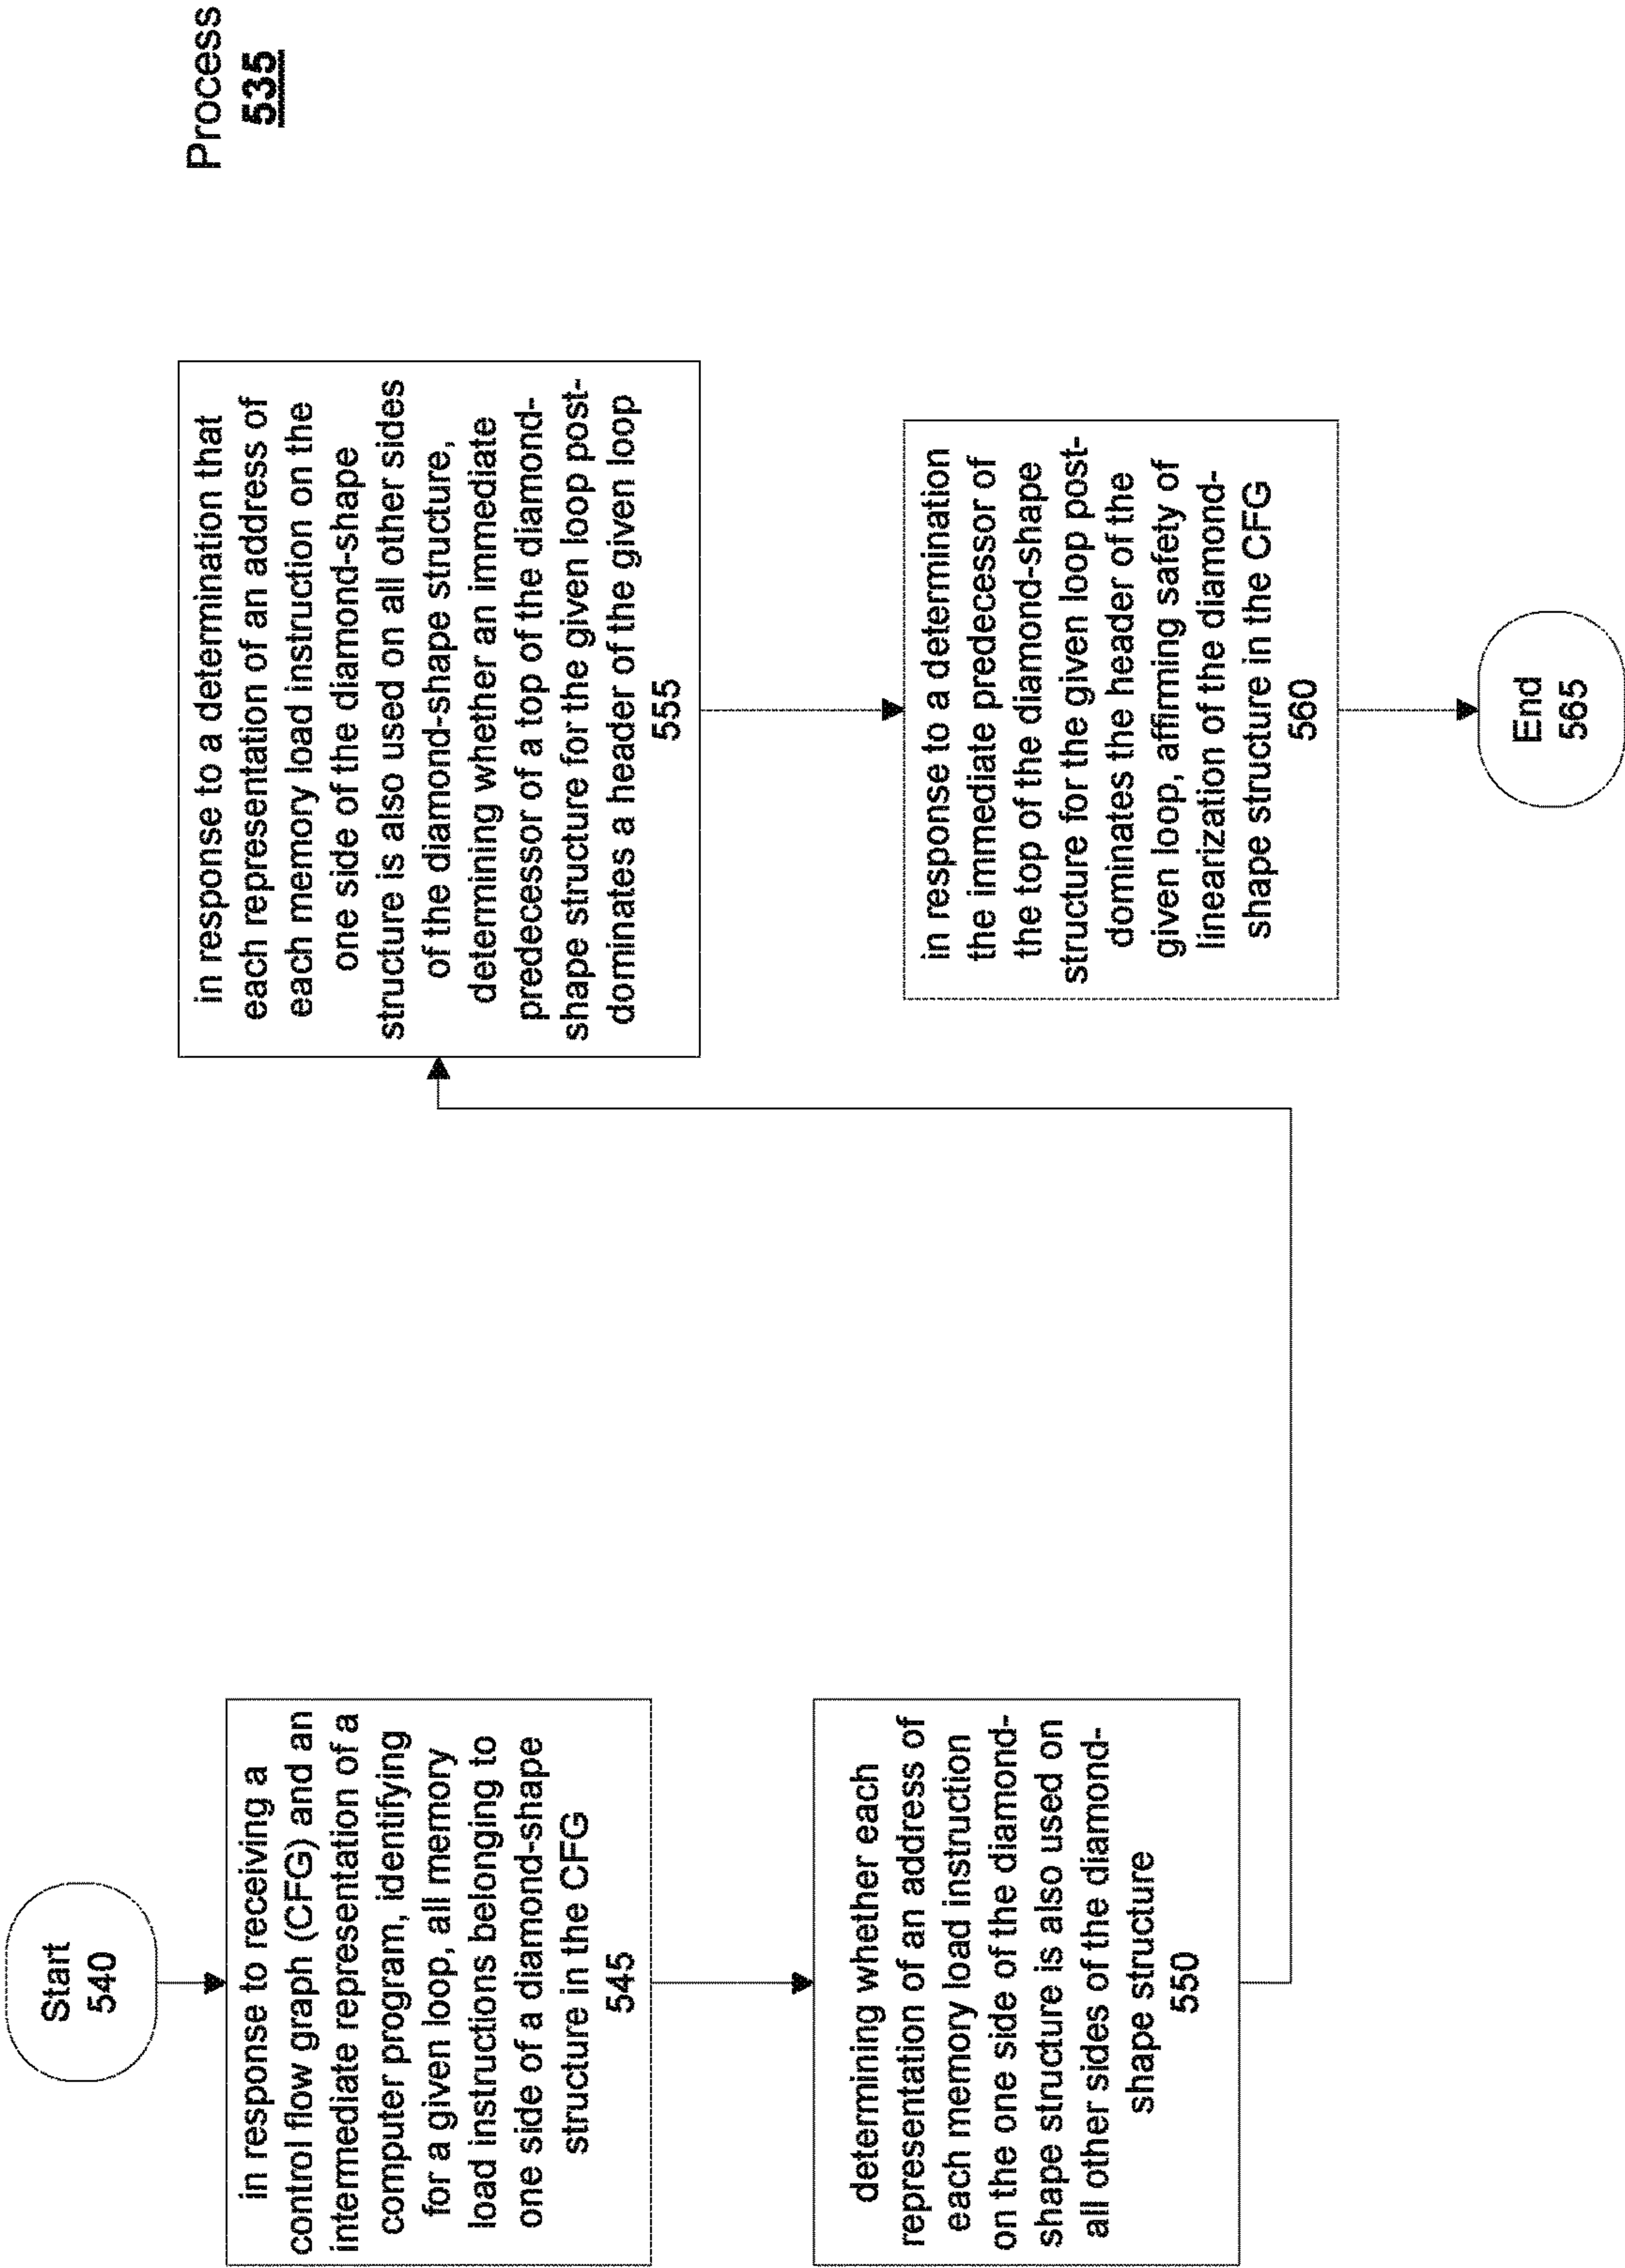 Process
535
Start
540
in response to receiving a
control flow graph (CFG) and an
intermediate representation of a
computer program, identifying
for a given loop, all memory
load instructions belonging to
one side of a diamond-shape
structure in the CFG
545
determining whether each
representation of an address of
each memory load instruction
on the one side of the diamond-
shape structure is also used on
all other sides of the diamond-
shape structure
550
in response to a determination that
each representation of an address of
each memory load instruction on the
one side of the diamond-shape
structure is also used on all other sides
of the diamond-shape structure,
determining whether an immediate
predecessor of a top of the diamond-
shape structure for the given loop post-
dominates a header of the given loop
555
in response to a determination
the immediate predecessor of
the top of the diamond-shape
structure for the given loop post-
dominates the header of the
given loop, affirming safety of
linearization of the diamond-
shape structure in the CFG
560
End
565